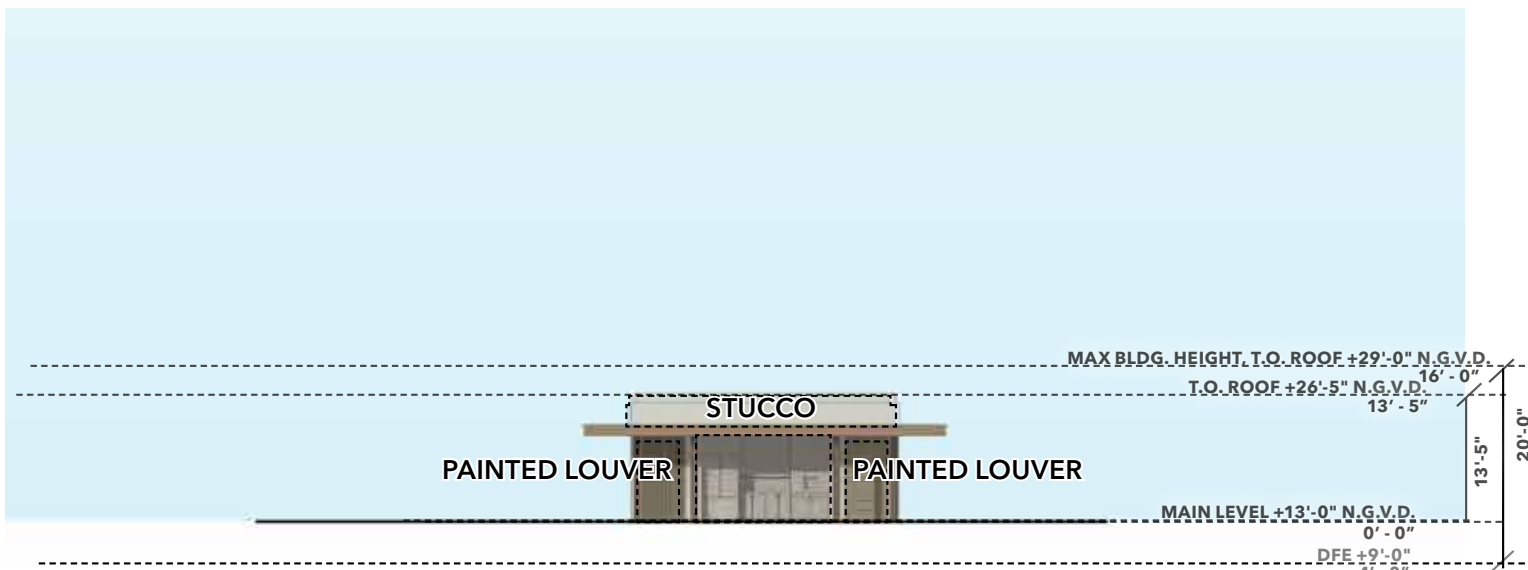 MAX BLDG. HEIGHT, T.O. ROOF +29'-0" N.G.V.D.
16' - 0"
T.O. ROOF +26'-5" N.G.V.D.
13' - 5"
STUCCO
PAINTED LOUVER
PAINTED LOUVER
13'-5"
20'-0"
MAIN LEVEL +13'-0" N.G.V.D.
0' - 0"
DFE +9'-0"